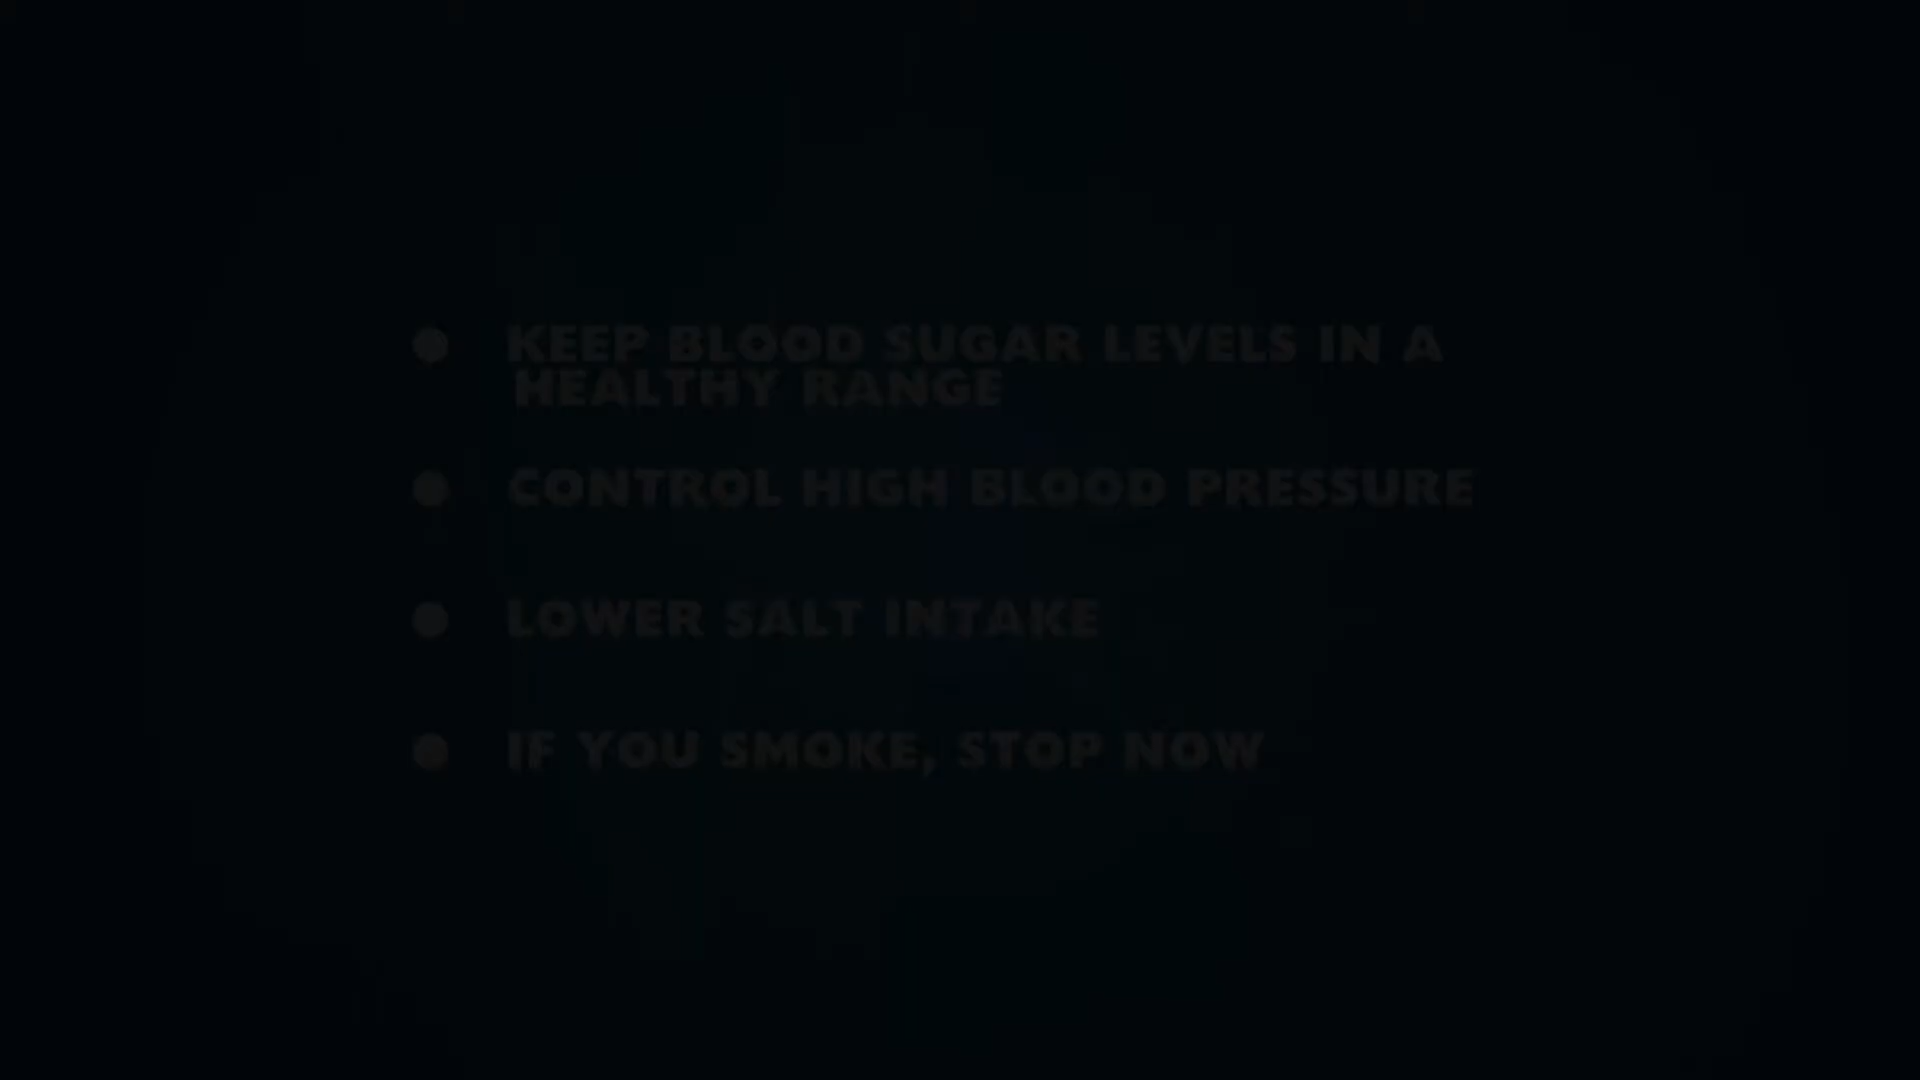 ● KEEP BLOOD SUGAR LEVELS IN A
HEALTHY RANGE
● CONTROL HIGH BLOOD PRESSURE
● LOWER SALT INTAKE
● IF YOU SMOKE, STOP NOW